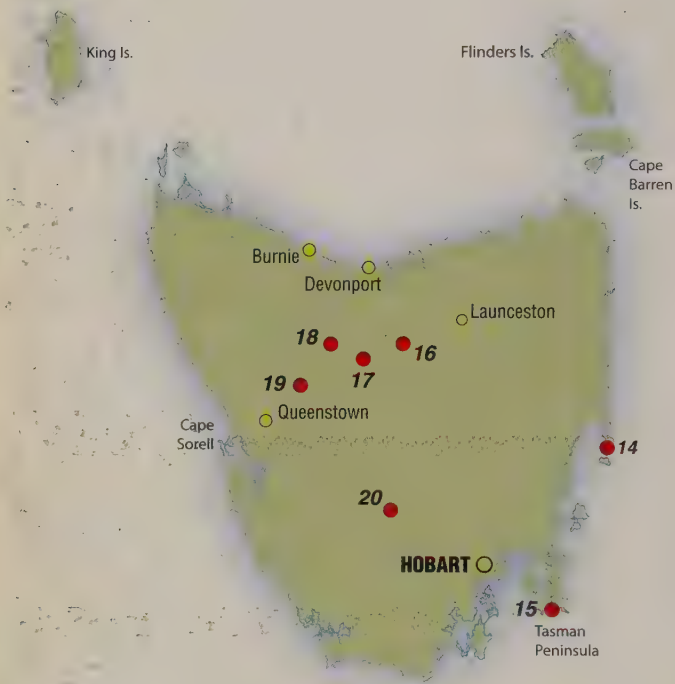 King Is.
Flinders Is.
Cape
Barren
Is.
Burnie
Devonport
Launceston
18
16
17
19
Queenstown
Cape
Sorell
14
20
HOBART
15
Tasman
Peninsula